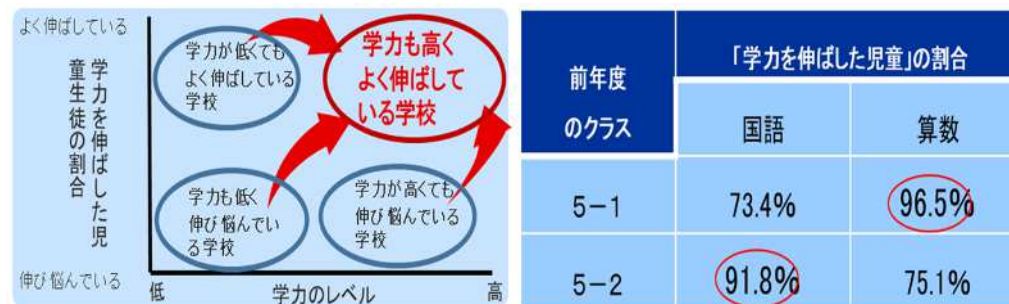 よく伸ばしている
学力を伸ばした児
童生徒の割合
伸び悩んでいる
学力が低くても
よく伸ばしている
学校
学力も高く
よく伸ばして
いる学校
学力も低く
伸び悩んでい
る学校
学力が高くても
伸び悩んでいる
学校
低
学力のレベル
高
前年度
のクラス
「学力を伸ばした児童」の割合
国語
算数
5-1
73.4%
96.5%
5-2
91.8%
75.1%